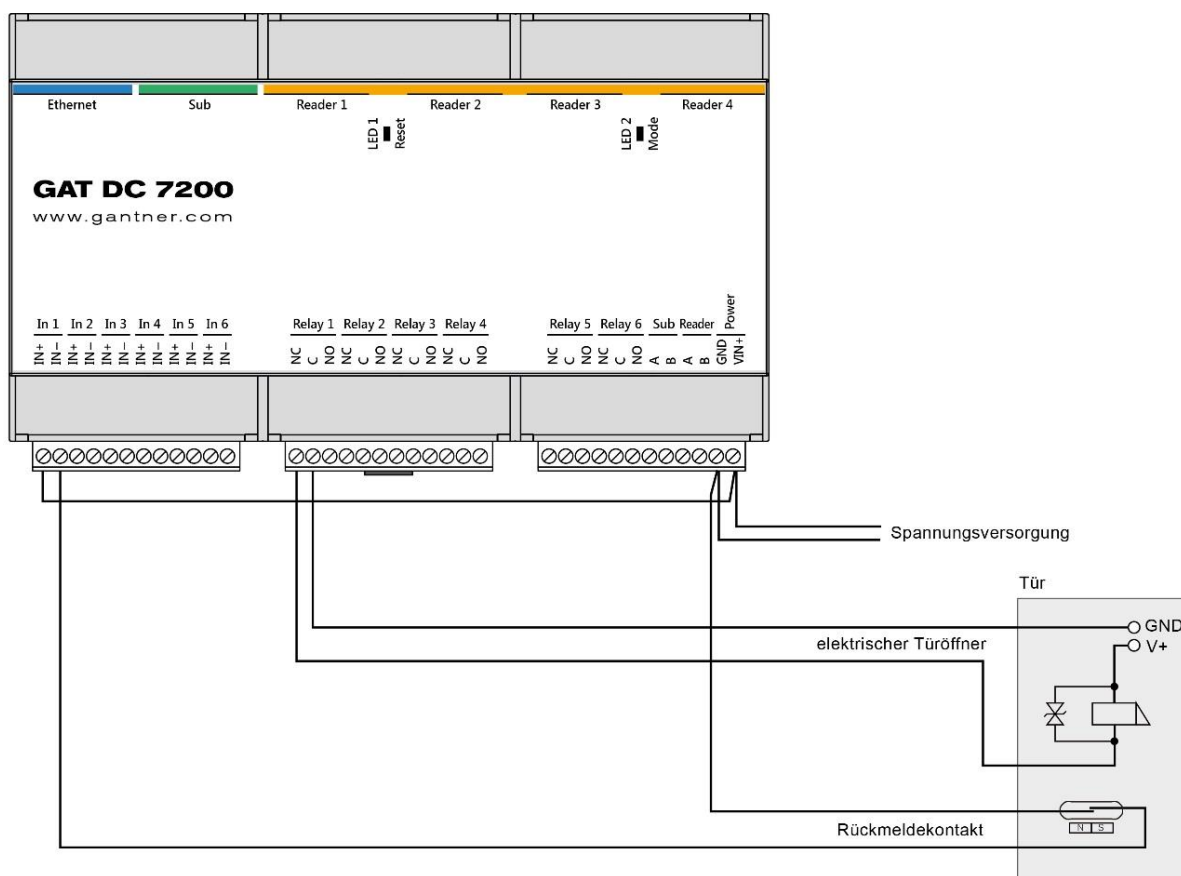 Ethernet Sub Reader 1 Reader 2 Reader 3 Reader 4
LED 1 Reset LED 2 Mode
GAT DC 7200
www.gantner.com
Power
In 1 In 2 In 3 In 4 In 5 In 6 Relay 1 Relay 2 Relay 3 Relay 4 Relay 5 Relay 6 Sub Reader
IN+ IN− IN+ IN− IN+ IN− IN+ IN− IN+ IN− IN+ IN− NC C NO NC C NO NC C NO NC C NO NC C NO NC C NO A B A B GND VIN+
Spannungsversorgung
Tür
GND
elektrischer Türöffner
V+
Rückmeldekontakt
N S